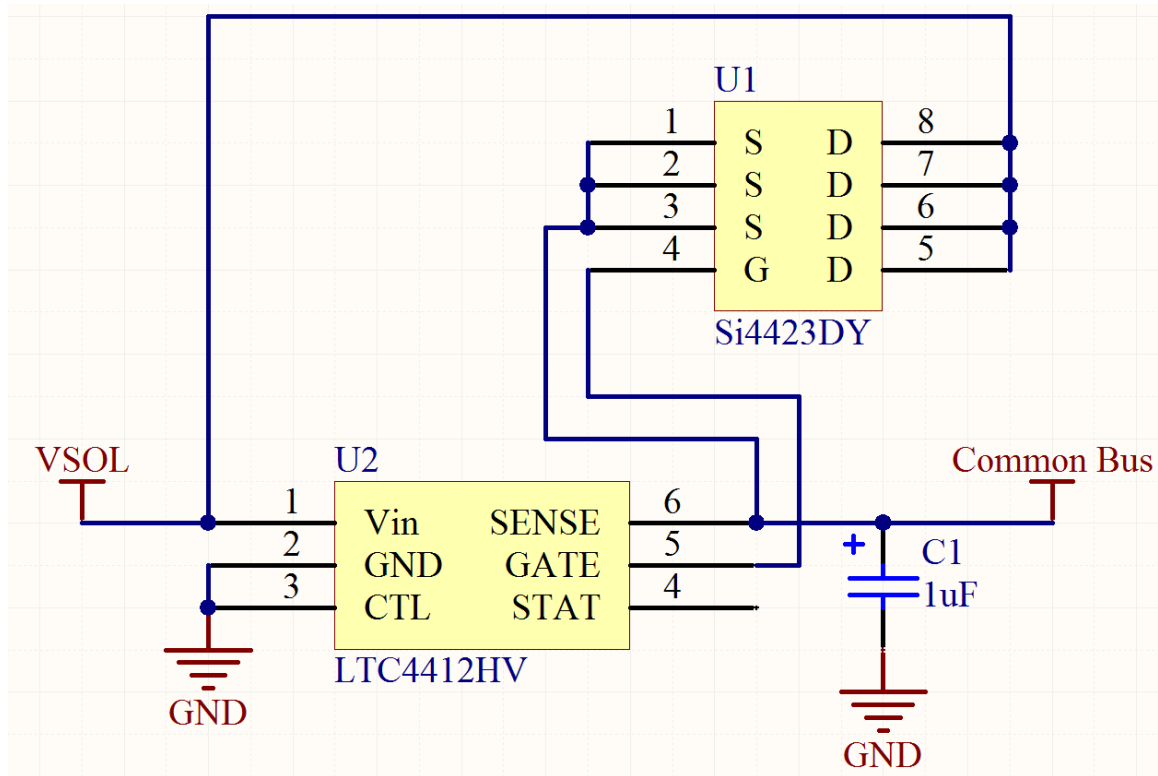 U1
1 S D 8
2 S D 7
3 S D 6
4 G D 5
Si4423DY
VSOL
U2
Common Bus
1 Vin SENSE 6
2 GND GATE 5
3 CTL STAT 4
LTC4412HV
+ C1
1uF
GND
GND